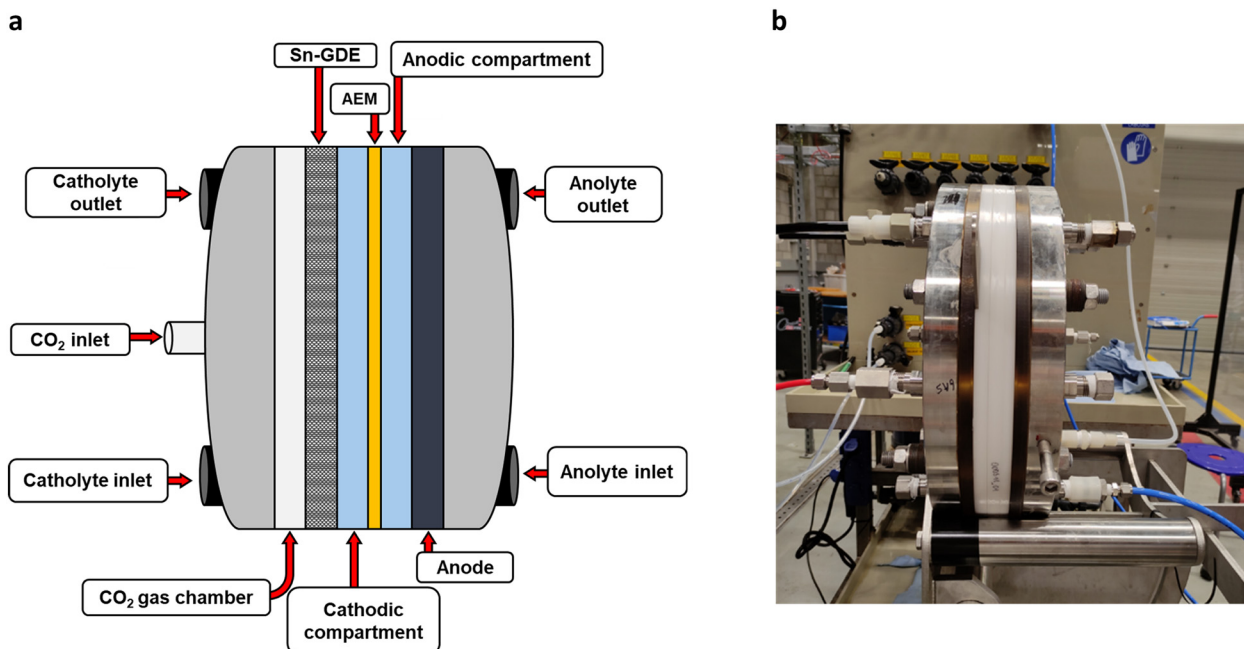 a
b
Sn-GDE
Anodic compartment
AEM
Catholyte
outlet
Anolyte
outlet
CO₂ inlet
Catholyte inlet
Anolyte inlet
Anode
CO₂ gas chamber
Cathodic
compartment